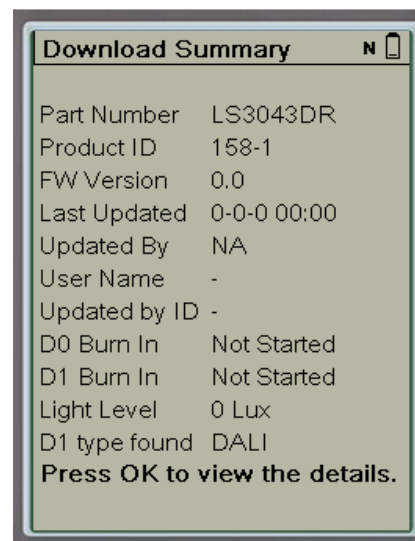 Download Summary N
Part Number LS3043DR
Product ID 158-1
FW Version 0.0
Last Updated 0-0-0 00:00
Updated By NA
User Name -
Updated by ID -
D0 Burn In Not Started
D1 Burn In Not Started
Light Level 0 Lux
D1 type found DALI
Press OK to view the details.